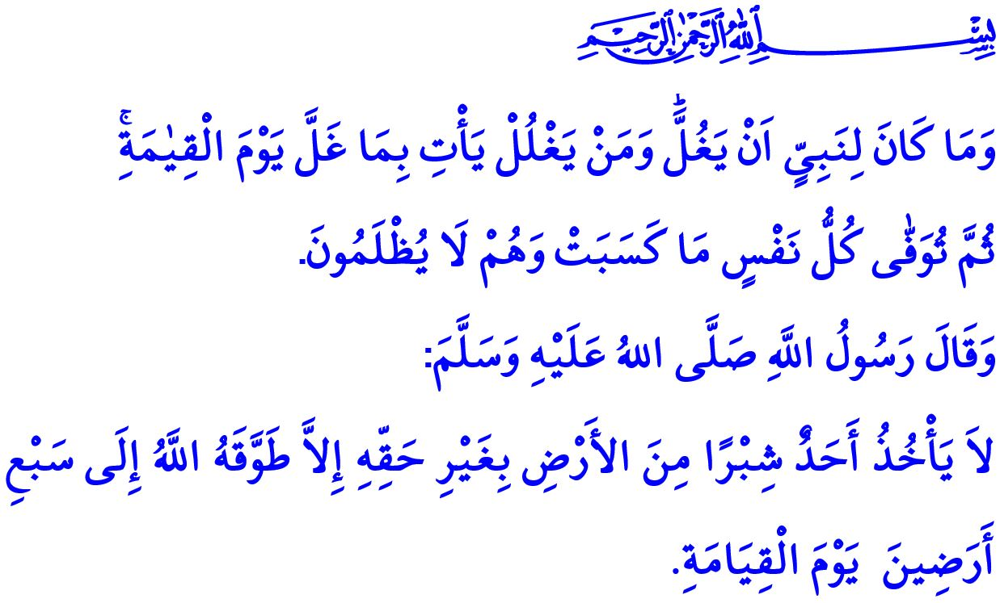 بِسْمِ اللّٰهِ الرَّحْمٰنِ الرَّحِيمِ
وَمَا كَانَ لِنَبِيٍّ اَنْ يَغُلَّۜ وَمَنْ يَغْلُلْ يَأْتِ بِمَا غَلَّ يَوْمَ الْقِيٰمَةِۚ
ثُمَّ تُوَفّٰى كُلُّ نَفْسٍ مَا كَسَبَتْ وَهُمْ لَا يُظْلَمُونَ.
وَقَالَ رَسُولُ اللَّهِ صَلَّى اللهُ عَلَيْهِ وَسَلَّمَ:
لاَ يَأْخُذُ أَحَدٌ شِبْرًا مِنَ الأَرْضِ بِغَيْرِ حَقِّهِ إِلاَّ طَوَّقَهُ اللَّهُ إِلَى سَبْعِ
أَرَضِينَ يَوْمَ الْقِيَامَةِ.